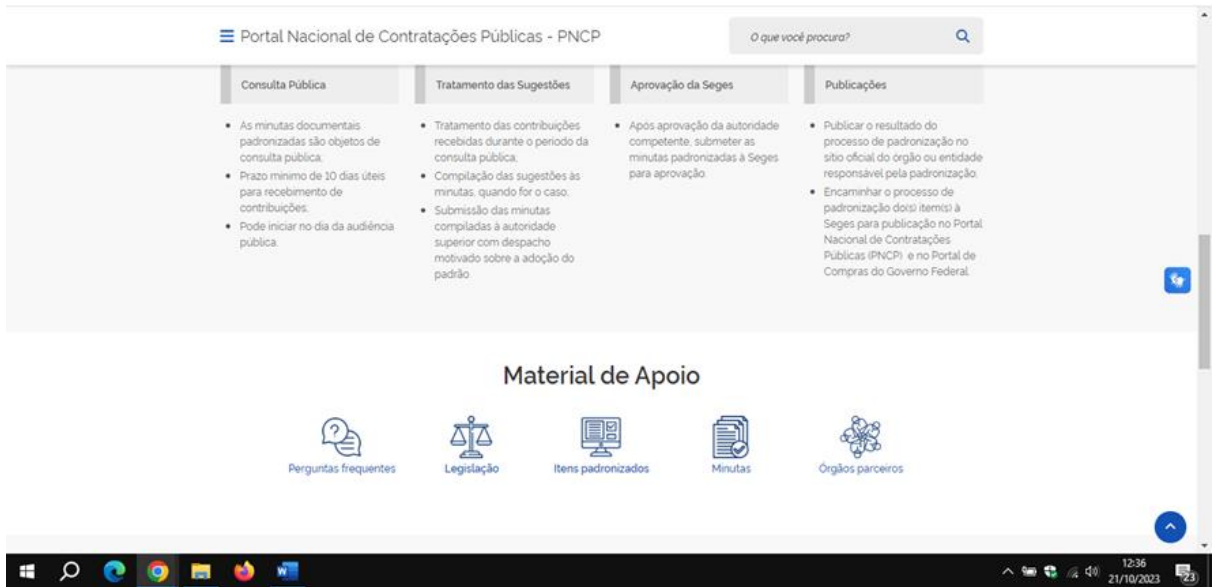 Portal Nacional de Contratações Públicas - PNCP
O que você procura?
Consulta Pública
As minutas documentais
padronizadas são objetos de
consulta pública;
Prazo mínimo de 10 dias úteis
para recebimento de
contribuições;
Pode iniciar no dia da audiência
pública.
Tratamento das Sugestões
Tratamento das contribuições
recebidas durante o período da
consulta pública;
Compilação das sugestões às
minutas, quando for o caso;
Submissão das minutas
compiladas à autoridade
superior com despacho
motivado sobre a adoção do
padrão.
Aprovação da Seges
Após aprovação da autoridade
competente, submeter as
minutas padronizadas à Seges
para aprovação.
Publicações
Publicar o resultado do
processo de padronização no
sítio oficial do órgão ou entidade
responsável pela padronização;
Encaminhar o processo de
padronização do(s) item(s) à
Seges para publicação no Portal
Nacional de Contratações
Públicas (PNCP) e no Portal de
Compras do Governo Federal.
Material de Apoio
Perguntas frequentes
Legislação
Itens padronizados
Minutas
Órgãos parceiros
12:36
21/10/2023
23